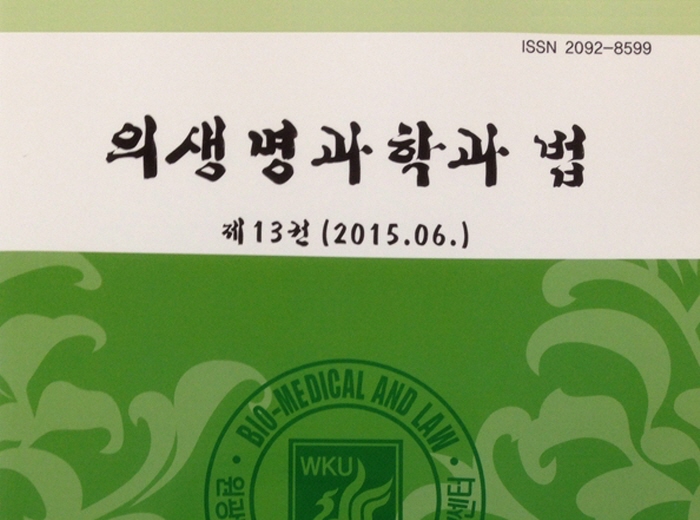 ISSN 2092-8599
의생명과학과 법
제13권 (2015.06.)
BIO-MEDICAL AND LAW
WKU